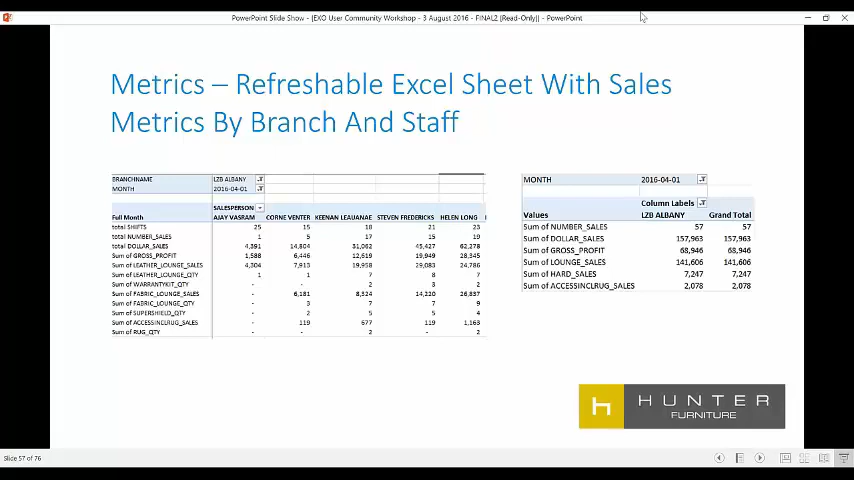 PowerPoint Slide Show - [EXO User Community Workshop - 3 August 2016 - FINAL2 [Read-Only]] - PowerPoint
Metrics – Refreshable Excel Sheet With Sales
Metrics By Branch And Staff
BRANCHNAME LZB ALBANY
MONTH 2016-04-01
SALESPERSON
Full Month AJAY VASRAM CORNE VENTER KEENAN LEAUANAE STEVEN FREDERICKS HELEN LONG
total SHIFTS 25 15 18 21 23
total NUMBER_SALES 1 5 17 15 19
total DOLLAR_SALES 4,391 14,804 31,062 45,427 62,278
Sum of GROSS_PROFIT 1,588 6,446 12,619 19,949 28,345
Sum of LEATHER_LOUNGE_SALES 4,304 7,913 19,958 29,083 24,786
Sum of LEATHER_LOUNGE_QTY 1 1 7 8 7
Sum of WARRANTYKIT_QTY - - 2 3 2
Sum of FABRIC_LOUNGE_SALES - 6,181 8,324 14,220 26,837
Sum of FABRIC_LOUNGE_QTY - 3 7 7 9
Sum of SUPERSHIELD_QTY - 2 5 5 4
Sum of ACCESSINCLRUG_SALES - 119 677 119 1,163
Sum of RUG_QTY - - 2 - 2
MONTH 2016-04-01
Column Labels
Values LZB ALBANY Grand Total
Sum of NUMBER_SALES 57 57
Sum of DOLLAR_SALES 157,963 157,963
Sum of GROSS_PROFIT 68,946 68,946
Sum of LOUNGE_SALES 141,606 141,606
Sum of HARD_SALES 7,247 7,247
Sum of ACCESSINCLRUG_SALES 2,078 2,078
h HUNTER
FURNITURE
Slide 57 of 76